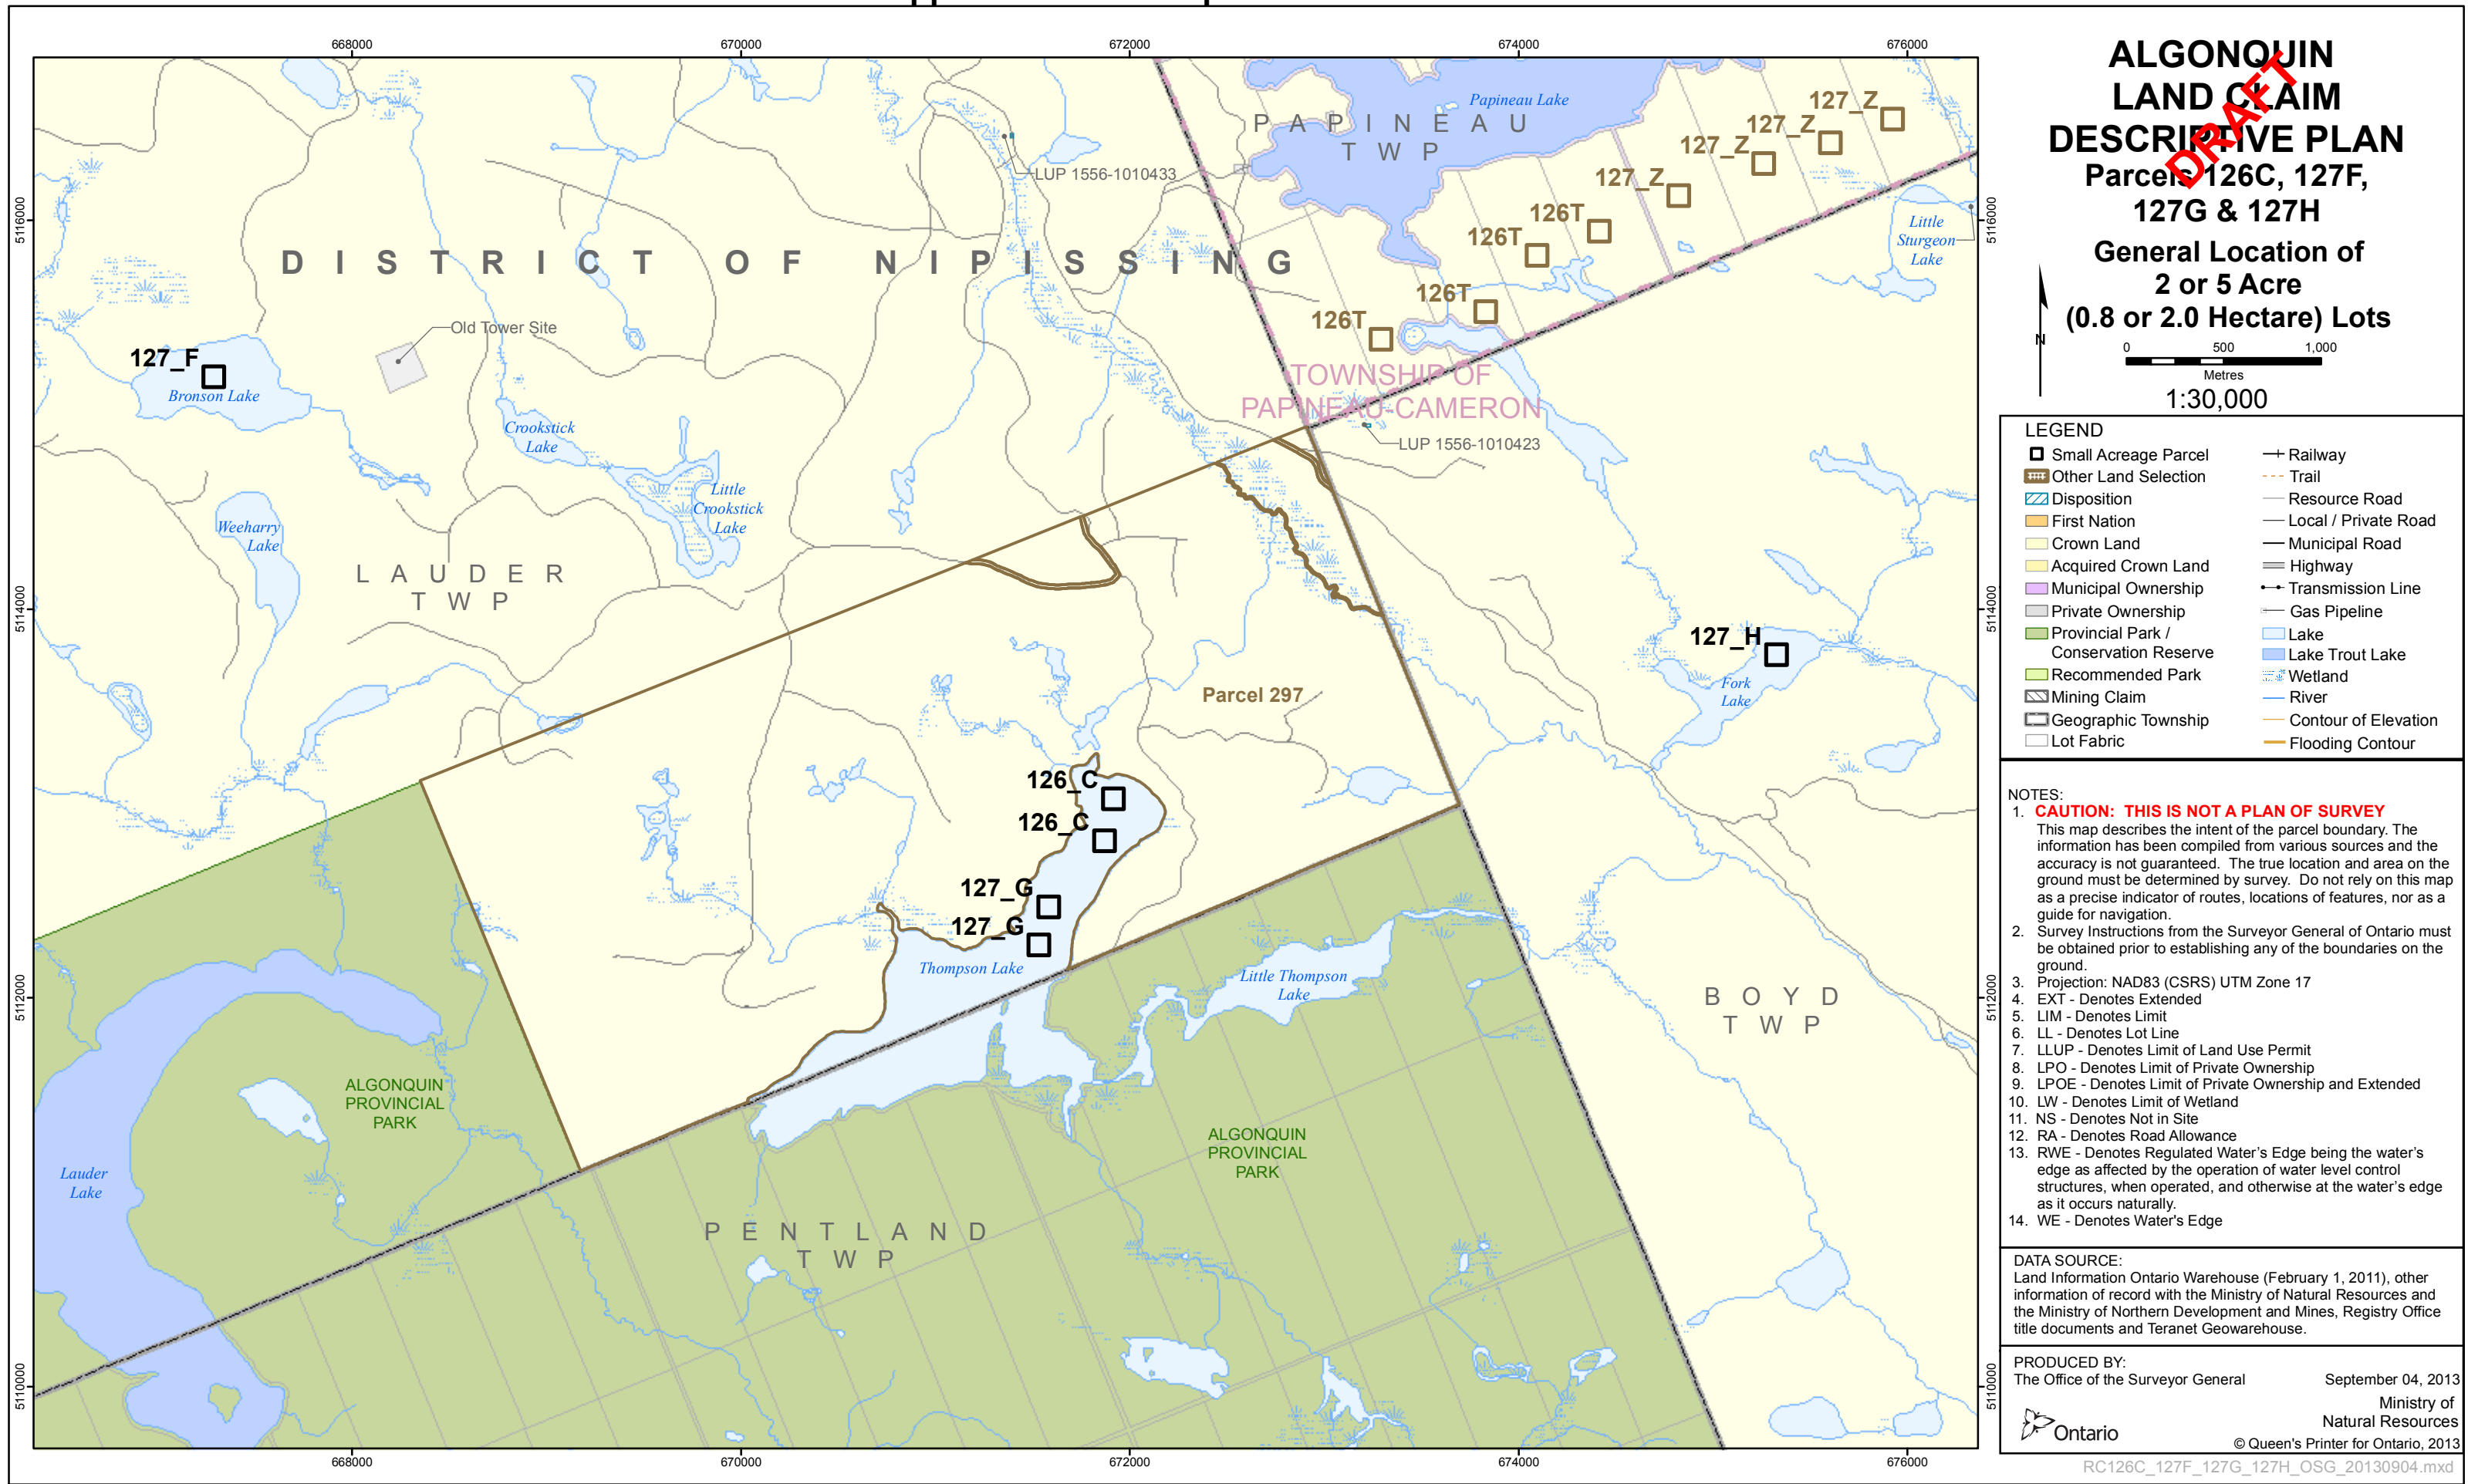 668000
670000
672000
674000
676000
ALGONQUIN
LAND CLAIM
DESCRIPTIVE PLAN
DRAFT
Parcels 126C, 127F,
127G & 127H
General Location of
2 or 5 Acre
(0.8 or 2.0 Hectare) Lots
N
0 500 1,000
Metres
1:30,000
5116000
5114000
5112000
5110000
5116000
5114000
5112000
5110000
Papineau Lake
PAPINEAU
TWP
127_Z
127_Z
127_Z
127_Z
126T
126T
126T
126T
LUP 1556-1010433
Little
Sturgeon
Lake
DISTRICT OF NIPISSING
Old Tower Site
127_F
Bronson Lake
TOWNSHIP OF
PAPINEAU-CAMERON
LUP 1556-1010423
Crookstick
Lake
Little
Crookstick
Lake
Weeharry
Lake
LAUDER
TWP
127_H
Fork
Lake
Parcel 297
126_C
126_C
127_G
127_G
Thompson Lake
Little Thompson
Lake
BOYD
TWP
ALGONQUIN
PROVINCIAL
PARK
ALGONQUIN
PROVINCIAL
PARK
Lauder
Lake
PENTLAND
TWP
668000
670000
672000
674000
676000
LEGEND
Small Acreage Parcel
Other Land Selection
Disposition
First Nation
Crown Land
Acquired Crown Land
Municipal Ownership
Private Ownership
Provincial Park /
Conservation Reserve
Recommended Park
Mining Claim
Geographic Township
Lot Fabric
Railway
Trail
Resource Road
Local / Private Road
Municipal Road
Highway
Transmission Line
Gas Pipeline
Lake
Lake Trout Lake
Wetland
River
Contour of Elevation
Flooding Contour
NOTES:
1. CAUTION: THIS IS NOT A PLAN OF SURVEY
This map describes the intent of the parcel boundary. The
information has been compiled from various sources and the
accuracy is not guaranteed. The true location and area on the
ground must be determined by survey. Do not rely on this map
as a precise indicator of routes, locations of features, nor as a
guide for navigation.
2. Survey Instructions from the Surveyor General of Ontario must
be obtained prior to establishing any of the boundaries on the
ground.
3. Projection: NAD83 (CSRS) UTM Zone 17
4. EXT - Denotes Extended
5. LIM - Denotes Limit
6. LL - Denotes Lot Line
7. LLUP - Denotes Limit of Land Use Permit
8. LPO - Denotes Limit of Private Ownership
9. LPOE - Denotes Limit of Private Ownership and Extended
10. LW - Denotes Limit of Wetland
11. NS - Denotes Not in Site
12. RA - Denotes Road Allowance
13. RWE - Denotes Regulated Water's Edge being the water's
edge as affected by the operation of water level control
structures, when operated, and otherwise at the water's edge
as it occurs naturally.
14. WE - Denotes Water's Edge
DATA SOURCE:
Land Information Ontario Warehouse (February 1, 2011), other
information of record with the Ministry of Natural Resources and
the Ministry of Northern Development and Mines, Registry Office
title documents and Teranet Geowarehouse.
PRODUCED BY:
The Office of the Surveyor General September 04, 2013
Ministry of
Natural Resources
Ontario
© Queen's Printer for Ontario, 2013
RC126C_127F_127G_127H_OSG_20130904.mxd